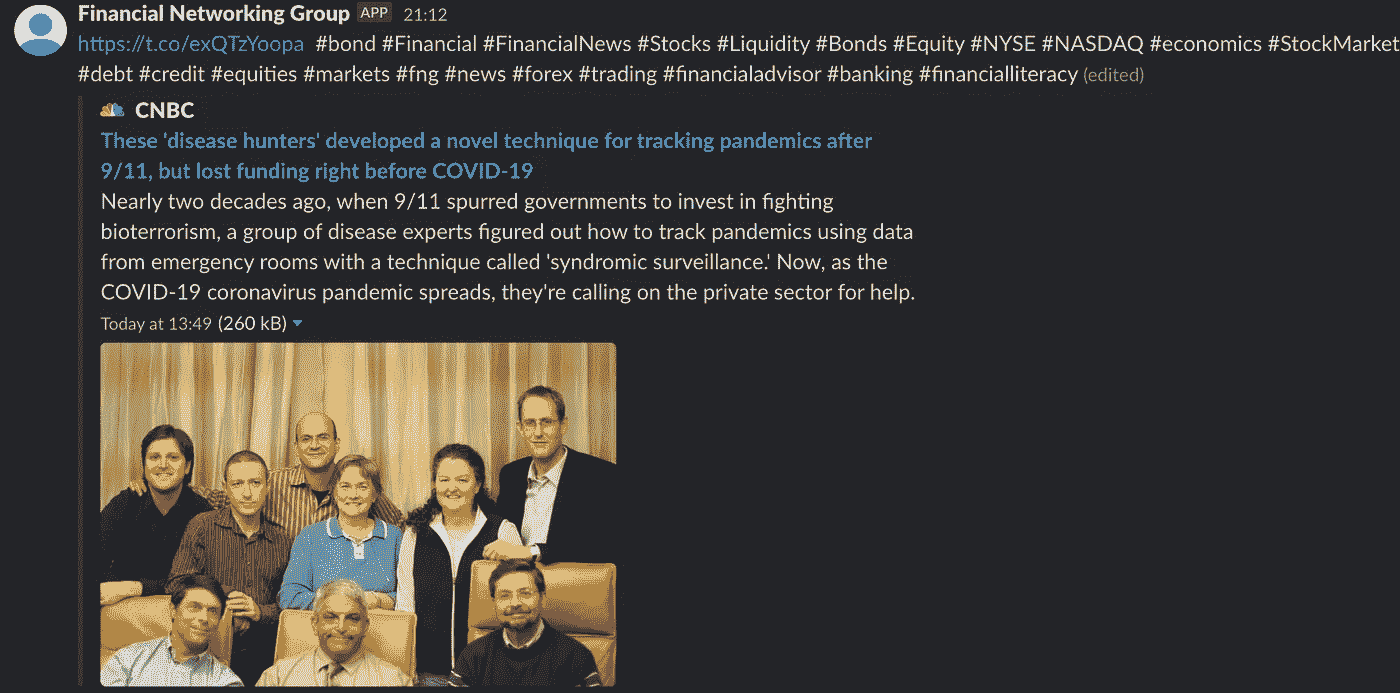 Financial Networking Group APP 21:12
https://t.co/exQTzYoopa #bond #Financial #FinancialNews #Stocks #Liquidity #Bonds #Equity #NYSE #NASDAQ #economics #StockMarket
#debt #credit #equities #markets #fng #news #forex #trading #financialadvisor #banking #financialliteracy (edited)
CNBC
These 'disease hunters' developed a novel technique for tracking pandemics after
9/11, but lost funding right before COVID-19
Nearly two decades ago, when 9/11 spurred governments to invest in fighting
bioterrorism, a group of disease experts figured out how to track pandemics using data
from emergency rooms with a technique called 'syndromic surveillance.' Now, as the
COVID-19 coronavirus pandemic spreads, they're calling on the private sector for help.
Today at 13:49 (260 kB)